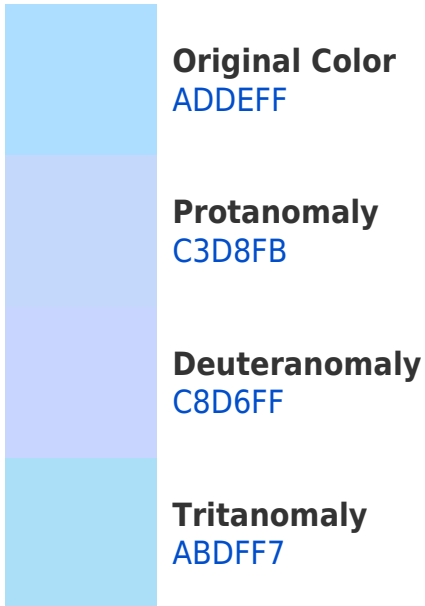 Original Color
ADDEFF
Protanomaly
C3D8FB
Deuteranomaly
C8D6FF
Tritanomaly
ABDFF7